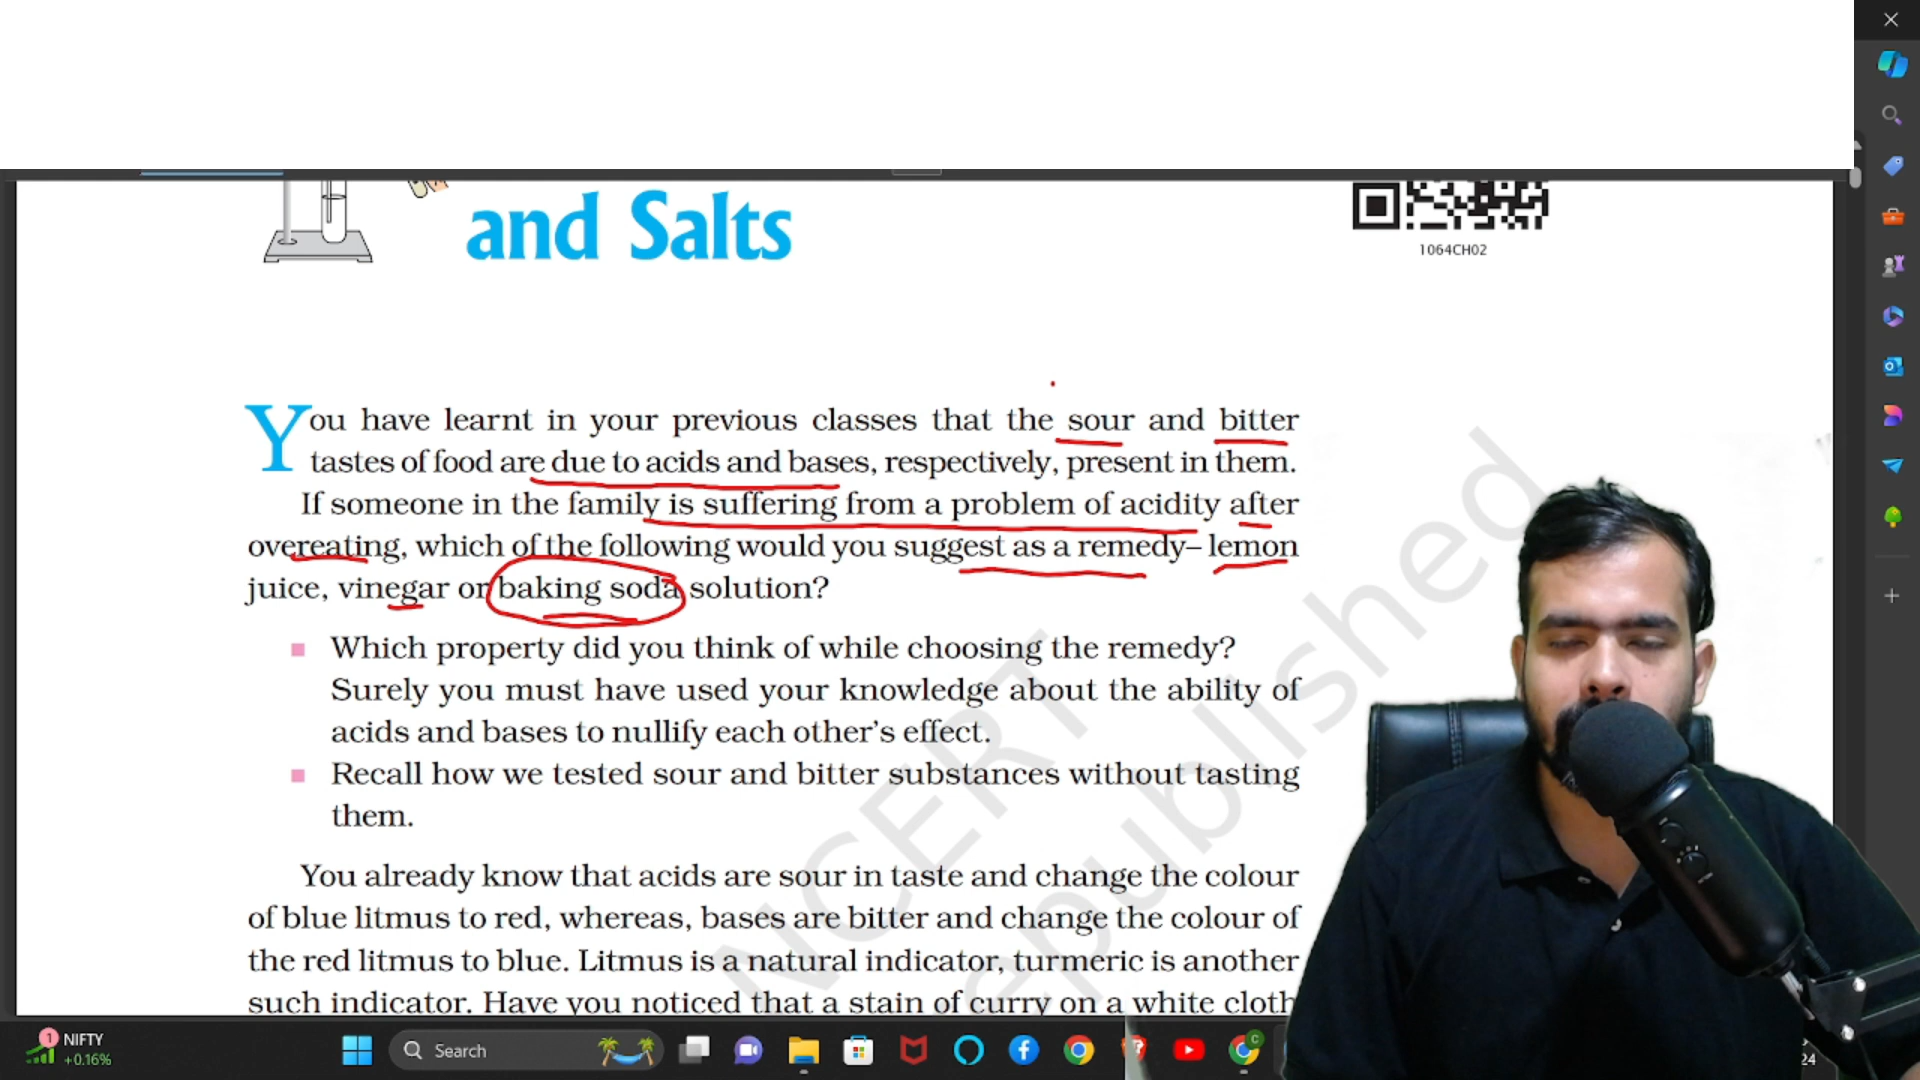 and Salts
1064CH02
You have learnt in your previous classes that the sour and bitter
tastes of food are due to acids and bases, respectively, present in them.
If someone in the family is suffering from a problem of acidity after
overeating, which of the following would you suggest as a remedy– lemon
juice, vinegar or baking soda solution?
Which property did you think of while choosing the remedy?
Surely you must have used your knowledge about the ability of
acids and bases to nullify each other's effect.
Recall how we tested sour and bitter substances without tasting
them.
You already know that acids are sour in taste and change the colour
of blue litmus to red, whereas, bases are bitter and change the colour of
the red litmus to blue. Litmus is a natural indicator, turmeric is another
such indicator. Have you noticed that a stain of curry on a white cloth
NCERT
epublished
1
NIFTY
+0.16%
Search
C
24